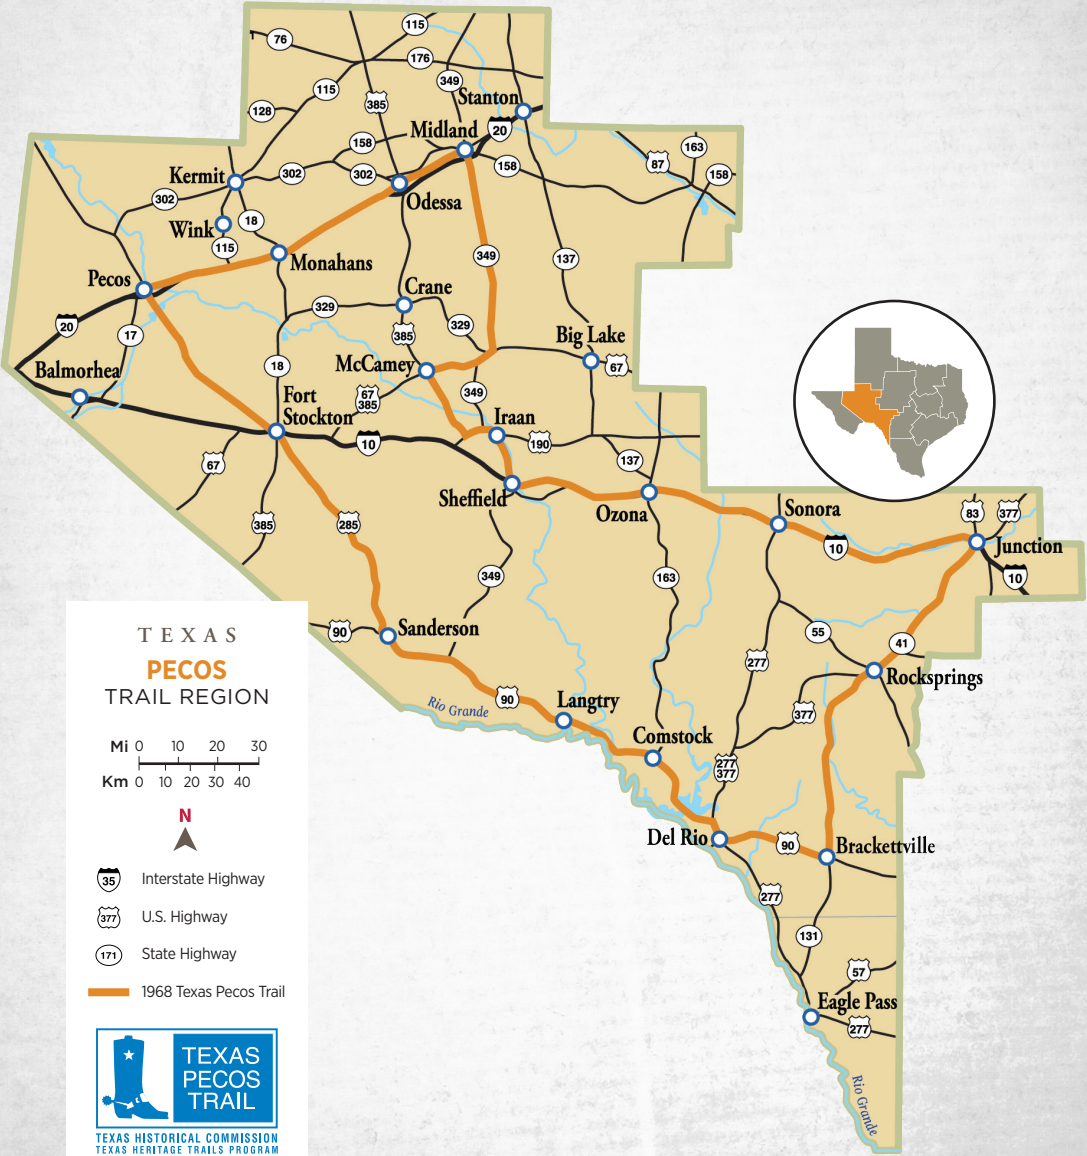 115
76
176
349
115
385
128
Stanton
20
Midland
158
163
87
158
302
302
158
158
Kermit
302
Odessa
Wink
18
115
Monahans
349
137
Pecos
Crane
329
329
20
17
385
Big Lake
67
Balmorhea
18
McCamey
67
385
349
Fort
Stockton
Iraan
190
10
137
67
Sheffield
Ozona
Sonora
83
377
385
285
10
Junction
10
349
163
90
Sanderson
55
41
277
Rocksprings
90
Rio Grande
Langtry
377
Comstock
277
377
Del Rio
90
Brackettville
277
131
57
Eagle Pass
277
Rio Grande
TEXAS
PECOS
TRAIL REGION
Mi 0 10 20 30
Km 0 10 20 30 40
N
35 Interstate Highway
377 U.S. Highway
171 State Highway
1968 Texas Pecos Trail
TEXAS
PECOS
TRAIL
TEXAS HISTORICAL COMMISSION
TEXAS HERITAGE TRAILS PROGRAM